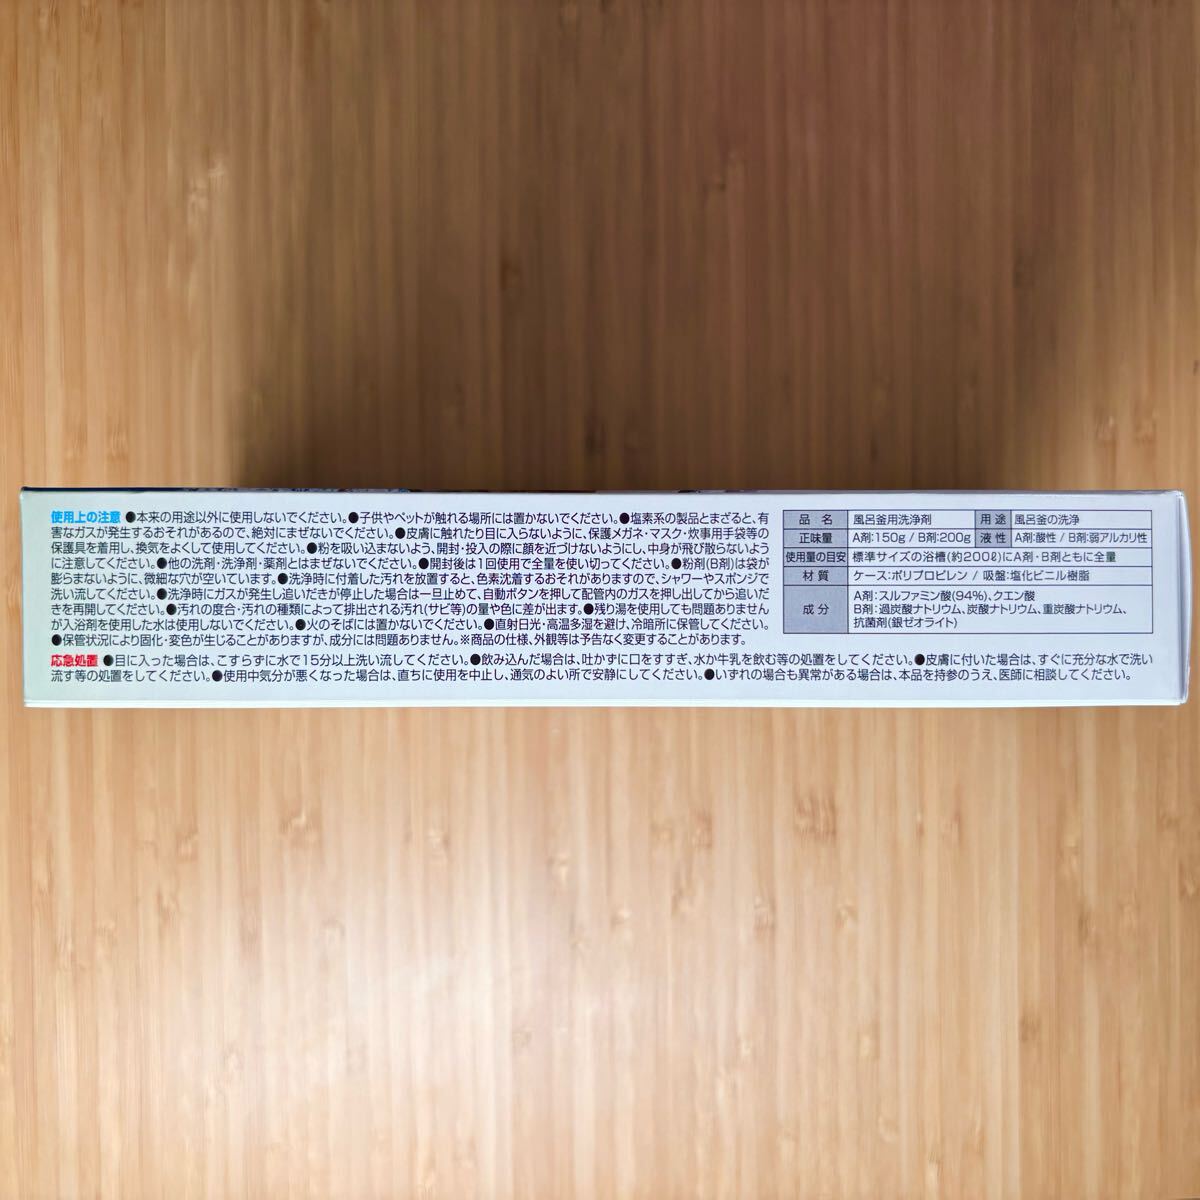 使用上の注意 ●本来の用途以外に使用しないでください。●子供やペットが触れる場所には置かないでください。●塩素系の製品とまざると、有
害なガスが発生するおそれがあるので、絶対にまぜないでください。●皮膚に触れたり目に入らないように、保護メガネ・マスク・炊事用手袋等の
保護具を着用し、換気をよくして使用してください。●粉を吸い込まないよう、開封・投入の際に顔を近づけないようにし、中身が飛び散らないよう
に注意してください。●他の洗剤・洗浄剤・薬剤とはまぜないでください。●開封後は1回使用で全量を使い切ってください。●粉剤(B剤)は袋が
膨らまないように、微細な穴が空いています。●洗浄時に付着した汚れを放置すると、色素沈着するおそれがありますので、シャワーやスポンジで
洗い流してください。●洗浄時にガスが発生し追いだきが停止した場合は一旦止めて、自動ボタンを押して配管内のガスを押し出してから追いだ
きを再開してください。●汚れの度合・汚れの種類によって排出される汚れ(サビ等)の量や色に差が出ます。●残り湯を使用しても問題ありません
が入浴剤を使用した水は使用しないでください。●火のそばには置かないでください。●直射日光・高温多湿を避け、冷暗所に保管してください。
●保管状況により固化・変色が生じることがありますが、成分には問題ありません。※商品の仕様、外観等は予告なく変更することがあります。
応急処置 ●目に入った場合は、こすらずに水で15分以上洗い流してください。●飲み込んだ場合は、吐かずに口をすすぎ、水か牛乳を飲む等の処置をしてください。●皮膚に付いた場合は、すぐに充分な水で洗い
流す等の処置をしてください。●使用中気分が悪くなった場合は、直ちに使用を中止し、通気のよい所で安静にしてください。●いずれの場合も異常がある場合は、本品を持参のうえ、医師に相談してください。
品 名 風呂釜用洗浄剤 用 途 風呂釜の洗浄
正味量 A剤:150g / B剤:200g 液 性 A剤:酸性 / B剤:弱アルカリ性
使用量の目安 標準サイズの浴槽(約200ℓ)にA剤・B剤ともに全量
材 質 ケース:ポリプロピレン / 吸盤:塩化ビニル樹脂
成 分 A剤:スルファミン酸(94%)、クエン酸
B剤:過炭酸ナトリウム、炭酸ナトリウム、重炭酸ナトリウム、
抗菌剤(銀ゼオライト)